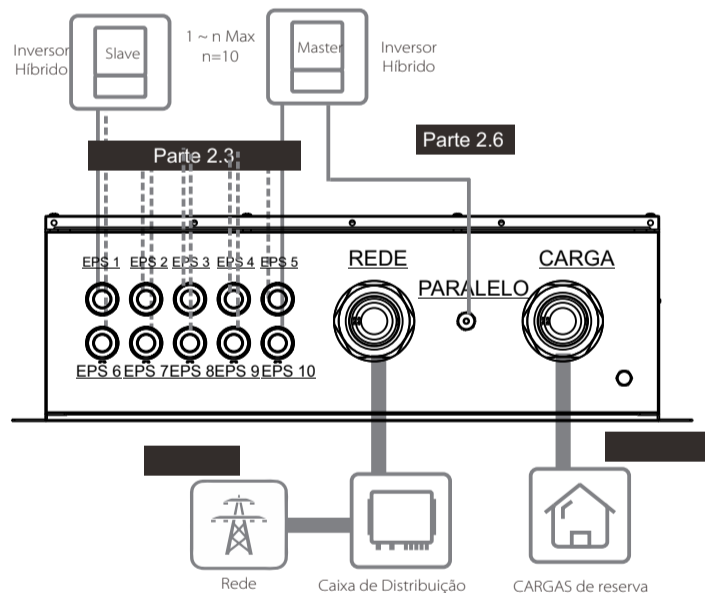 Inversor
Híbrido
Slave
1 ~ n Max
n=10
Master
Inversor
Híbrido
Parte 2.3
Parte 2.6
EPS 1 EPS 2 EPS 3 EPS 4 EPS 5
REDE
PARALELO
CARGA
EPS 6 EPS 7 EPS 8 EPS 9 EPS 10
Rede
Caixa de Distribuição
CARGAS de reserva